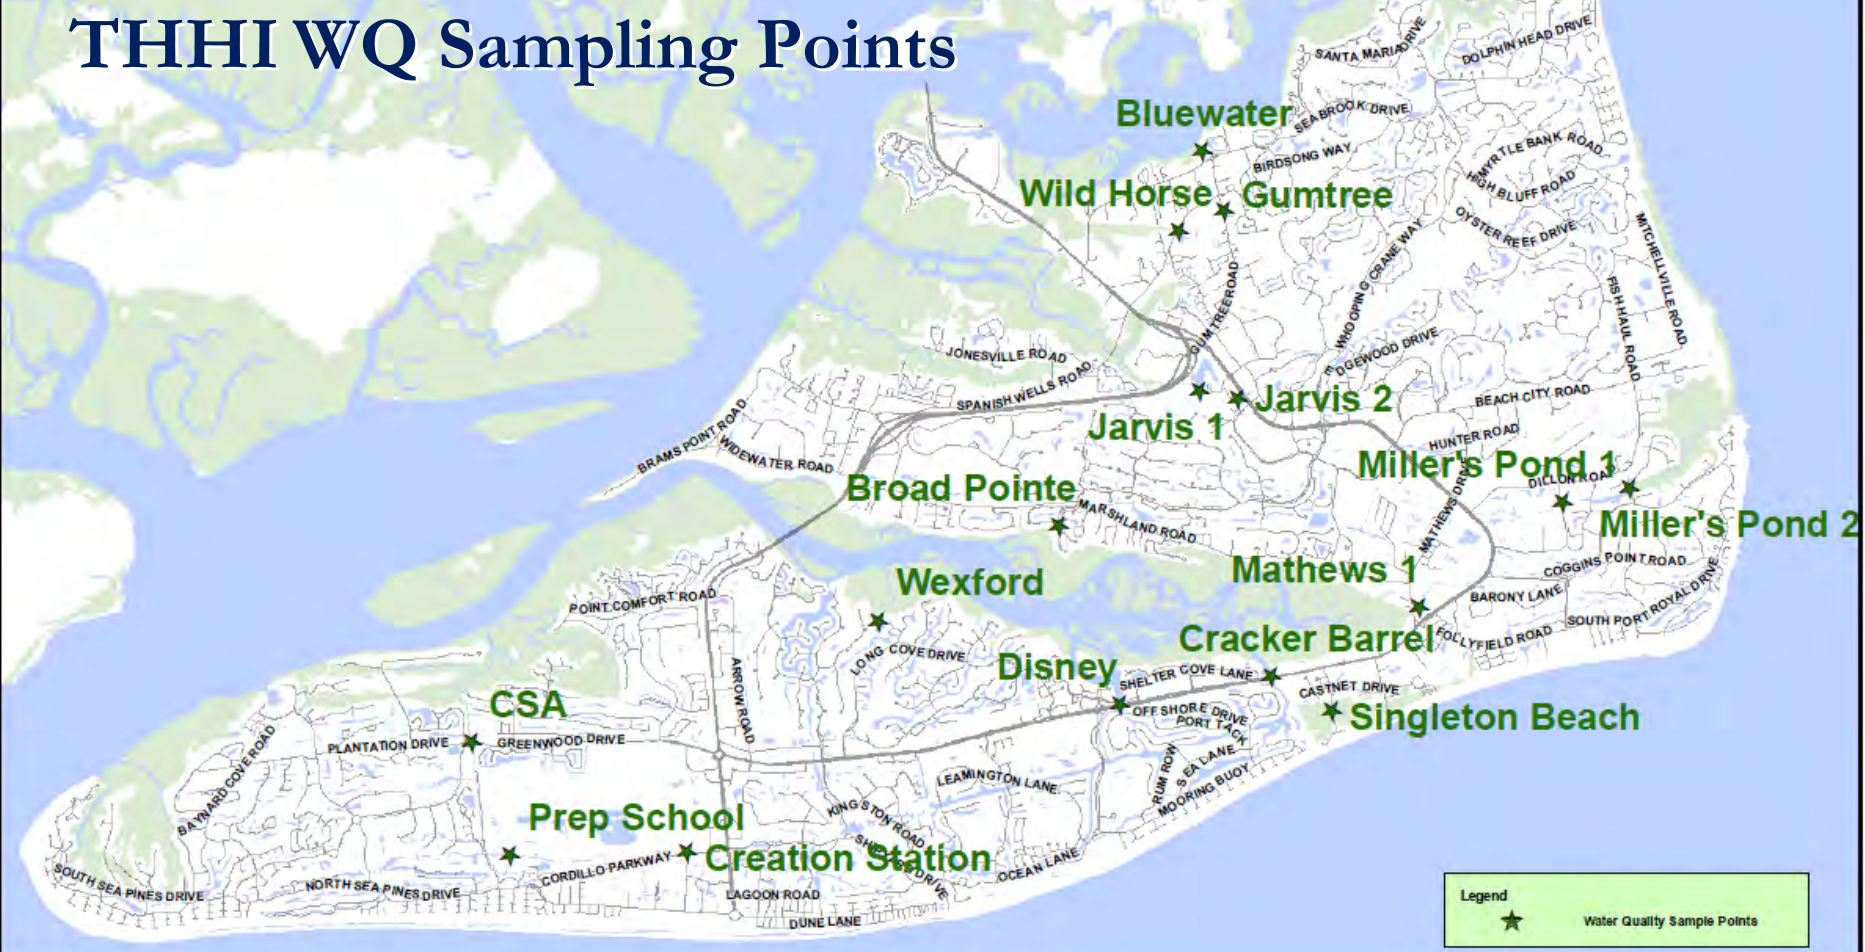 THHI WQ Sampling Points
SANTA MARIA DRIVE
DOLPHIN HEAD DRIVE
Bluewater
SEABROOK DRIVE
BIRDSONG WAY
MYRTLE BANK ROAD
HIGH BLUFF ROAD
Wild Horse
Gumtree
OYSTER REEF DRIVE
MITCHELLVILLE ROAD
WHOOPING CRANE WAY
FISH HAUL ROAD
GUM TREE ROAD
JONESVILLE ROAD
EDGEWOOD DRIVE
SPANISH WELLS ROAD
BEACH CITY ROAD
Jarvis 2
Jarvis 1
BRAMS POINT ROAD
WIDEWATER ROAD
HUNTER ROAD
Miller's Pond 1
DILLON ROAD
Broad Pointe
MARSHLAND ROAD
MATHEWS DRIVE
Miller's Pond 2
COGGINS POINT ROAD
Mathews 1
Wexford
POINT COMFORT ROAD
BARONY LANE
SOUTH PORT ROYAL DRIVE
FOLLYFIELD ROAD
Cracker Barrel
LONG COVE DRIVE
Disney
SHELTER COVE LANE
CASTNET DRIVE
ARROW ROAD
CSA
OFF SHORE DRIVE
PORT TACK
Singleton Beach
PLANTATION DRIVE
GREENWOOD DRIVE
BAYNARD COVE ROAD
RUM ROW
SEA LANE
MOORING BUOY
LEAMINGTON LANE
KINGSTON ROAD
Prep School
Creation Station
CORDILLO PARKWAY
DRIVE
OCEAN LANE
SOUTH SEA PINES DRIVE
NORTH SEA PINES DRIVE
LAGOON ROAD
DUNE LANE
Legend
Water Quality Sample Points